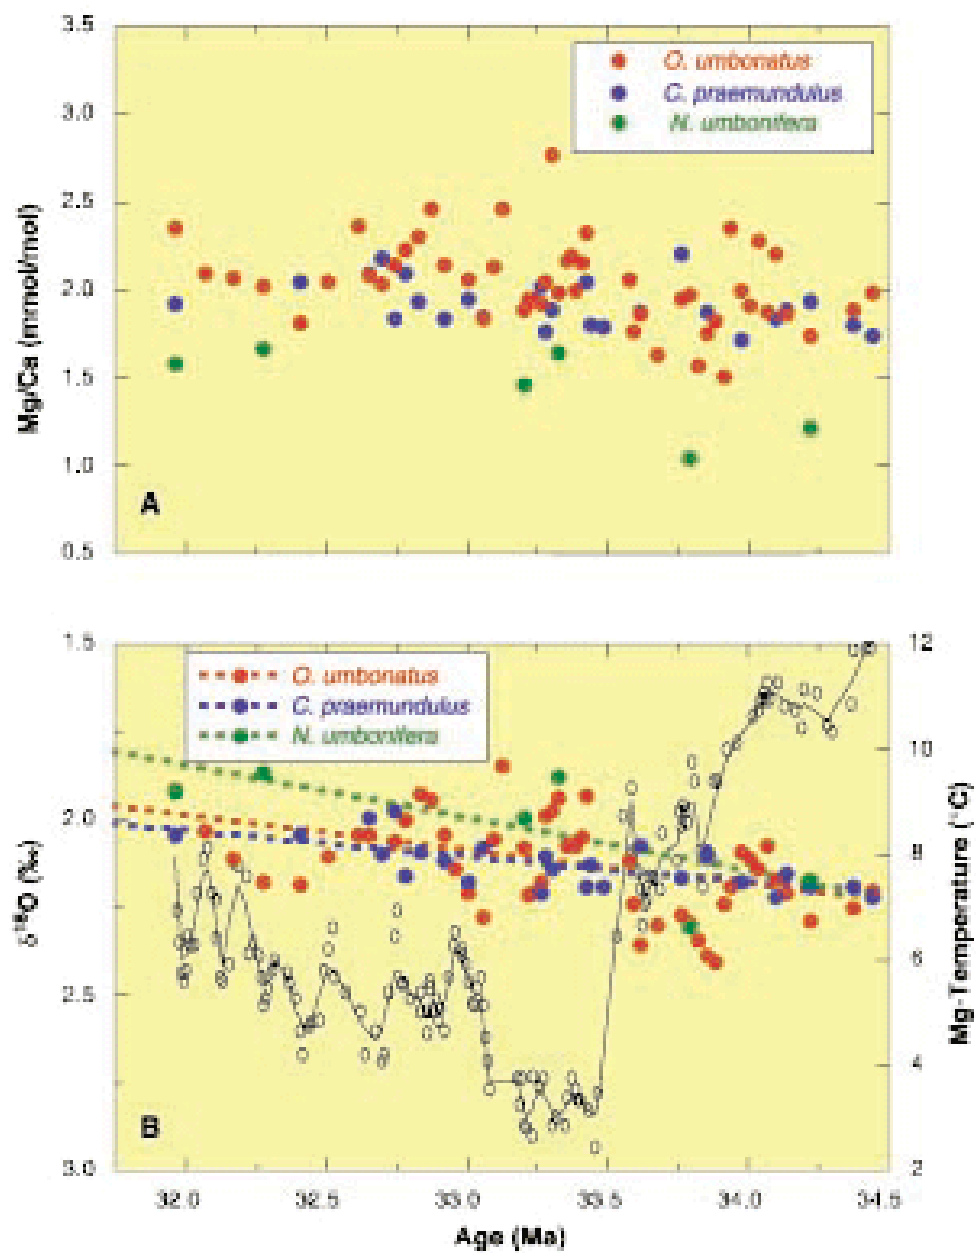 3.5
O. umbonatus
C. praemundulus
N. umbonifera
3.0
2.5
2.0
1.5
1.0
0.5
Mg/Ca (mmol/mol)
A
1.5
12
O. umbonatus
C. praemundulus
N. umbonifera
10
2.0
8
6
2.5
4
3.0
2
δ¹⁸O (‰)
Mg-Temperature (°C)
B
32.0 32.5 33.0 33.5 34.0 34.5
Age (Ma)